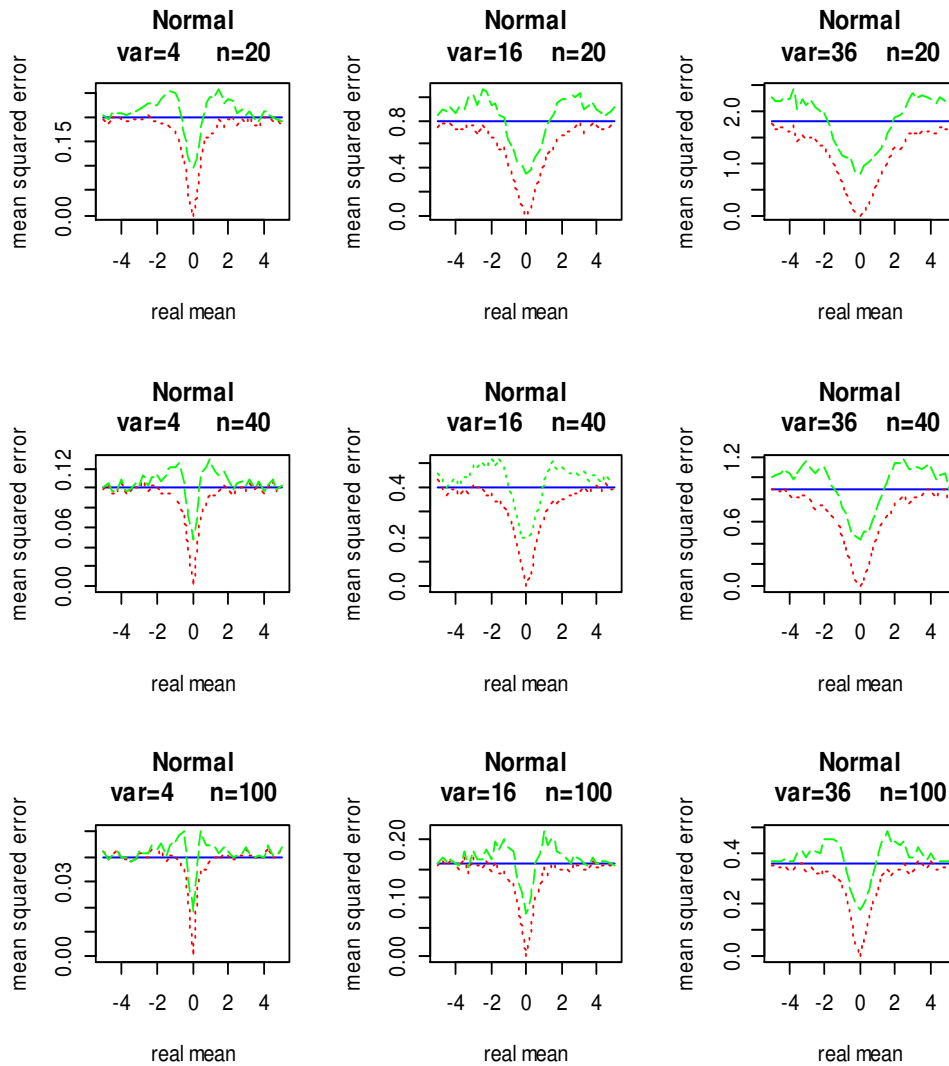 Normal
var=4 n=20
mean squared error
0.00 0.15
-4 -2 0 2 4
real mean
Normal
var=16 n=20
mean squared error
0.0 0.4 0.8
-4 -2 0 2 4
real mean
Normal
var=36 n=20
mean squared error
0.0 1.0 2.0
-4 -2 0 2 4
real mean
Normal
var=4 n=40
mean squared error
0.00 0.06 0.12
-4 -2 0 2 4
real mean
Normal
var=16 n=40
mean squared error
0.0 0.2 0.4
-4 -2 0 2 4
real mean
Normal
var=36 n=40
mean squared error
0.0 0.6 1.2
-4 -2 0 2 4
real mean
Normal
var=4 n=100
mean squared error
0.00 0.03
-4 -2 0 2 4
real mean
Normal
var=16 n=100
mean squared error
0.00 0.10 0.20
-4 -2 0 2 4
real mean
Normal
var=36 n=100
mean squared error
0.0 0.2 0.4
-4 -2 0 2 4
real mean